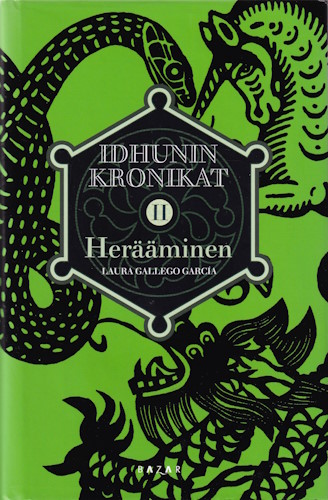 IDHUNIN
KRONIKAT
II
Herääminen
LAURA GALLEGO GARCÍA
BAZAR